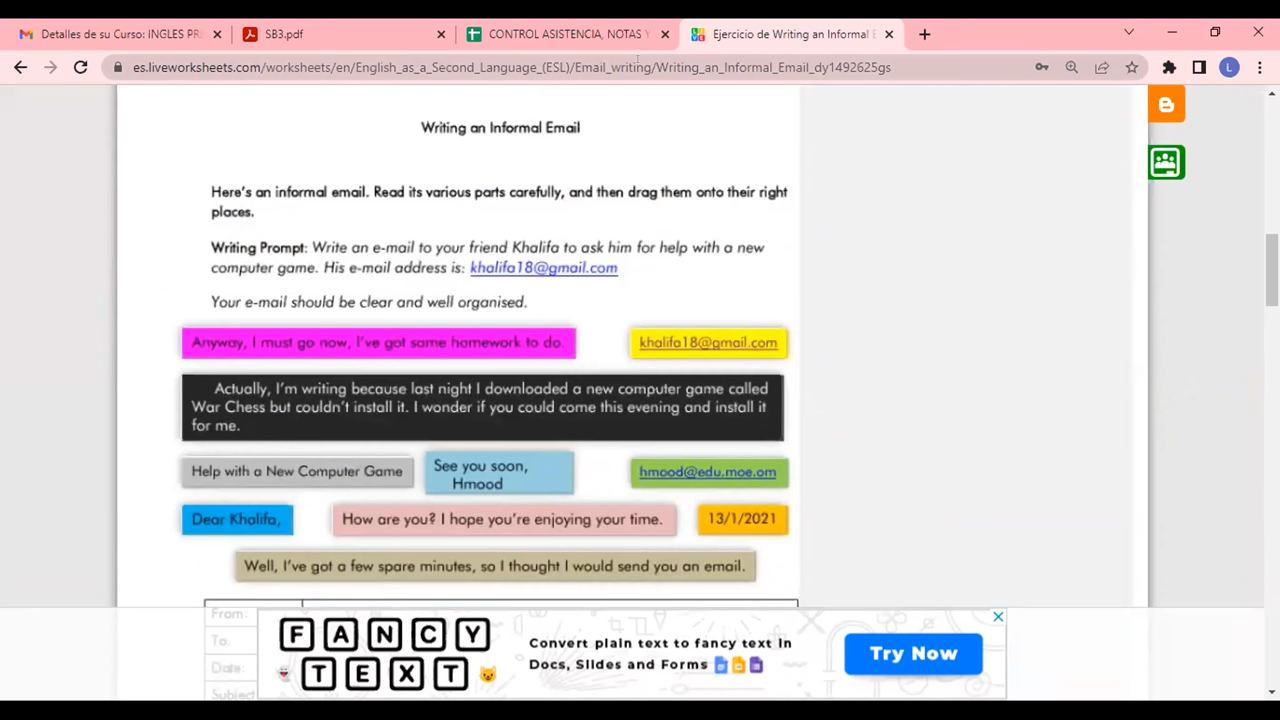 Detalles de su Curso: iNGLES PRI
SB3.pdf
CONTROL ASISTENCIA, NOTAS Y
Ejercicio de Writing an Informal E
es.liveworksheets.com/worksheets/en/English_as_a_Second_Language_(ESL)/Email_writing/Writing_an_Informal_Email_dy1492625gs
L
Writing an Informal Email
Here's an informal email. Read its various parts carefully, and then drag them onto their right
places.
Writing Prompt: Write an e-mail to your friend Khalifa to ask him for help with a new
computer game. His e-mail address is: khalifa18@gmail.com
Your e-mail should be clear and well organised.
Anyway, I must go now, I've got some homework to do.
khalifa18@gmail.com
Actually, I'm writing because last night I downloaded a new computer game called
War Chess but couldn't install it. I wonder if you could come this evening and install it
for me.
Help with a New Computer Game
See you soon,
Hmood
hmood@edu.moe.om
Dear Khalifa,
How are you? I hope you're enjoying your time.
13/1/2021
Well, I've got a few spare minutes, so I thought I would send you an email.
From:
To:
Date:
Subject
FANCY
TEXT
Convert plain text to fancy text in
Docs, Slides and Forms
Try Now